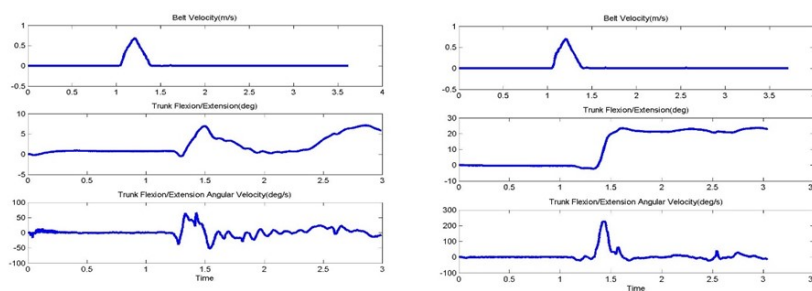 Belt Velocity(m/s)
1
0.5
0
-0.5
0 0.5 1 1.5 2 2.5 3 3.5 4
Trunk Flexion/Extension(deg)
10
5
0
-5
0 0.5 1 1.5 2 2.5 3
Trunk Flexion/Extension Angular Velocity(deg/s)
100
50
0
-50
-100
0 0.5 1 1.5 2 2.5 3
Time
Belt Velocity(m/s)
1
0.5
0
-0.5
0 0.5 1 1.5 2 2.5 3 3.5 4
Trunk Flexion/Extension(deg)
30
20
10
0
-10
0 0.5 1 1.5 2 2.5 3 3.5
Trunk Flexion/Extension Angular Velocity(deg/s)
300
200
100
0
-100
0 0.5 1 1.5 2 2.5 3 3.5
Time